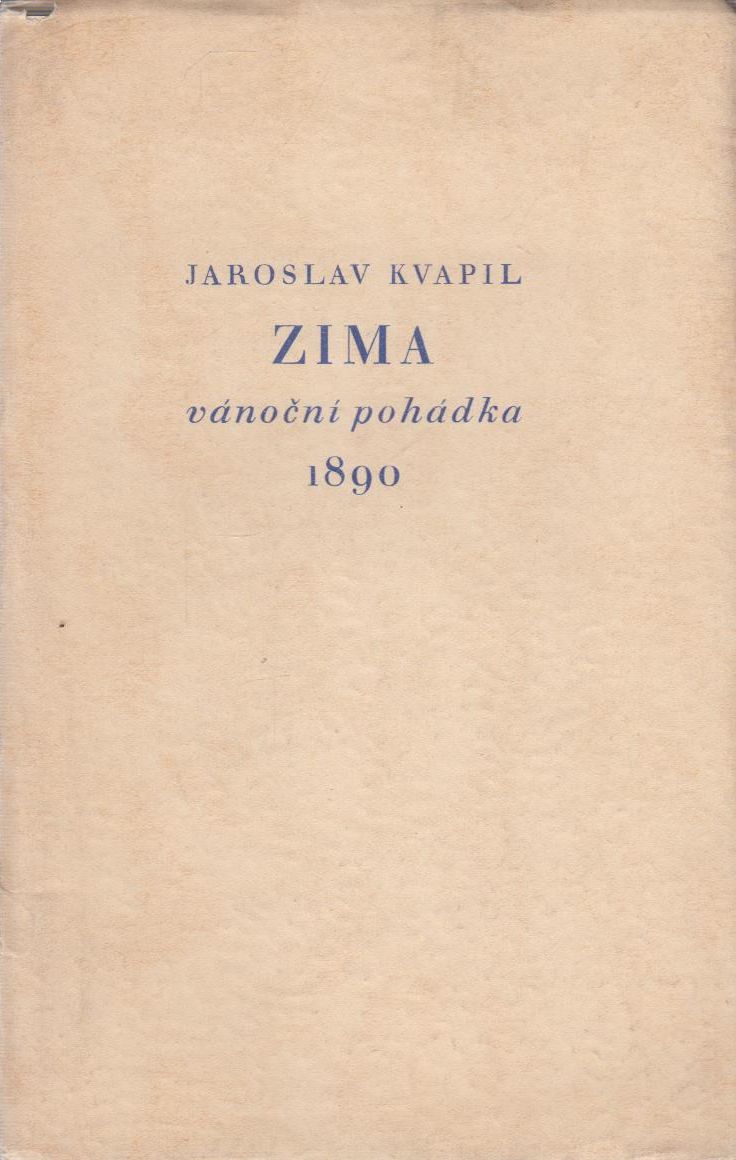 JAROSLAV KVAPIL
ZIMA
vánoční pohádka
1890